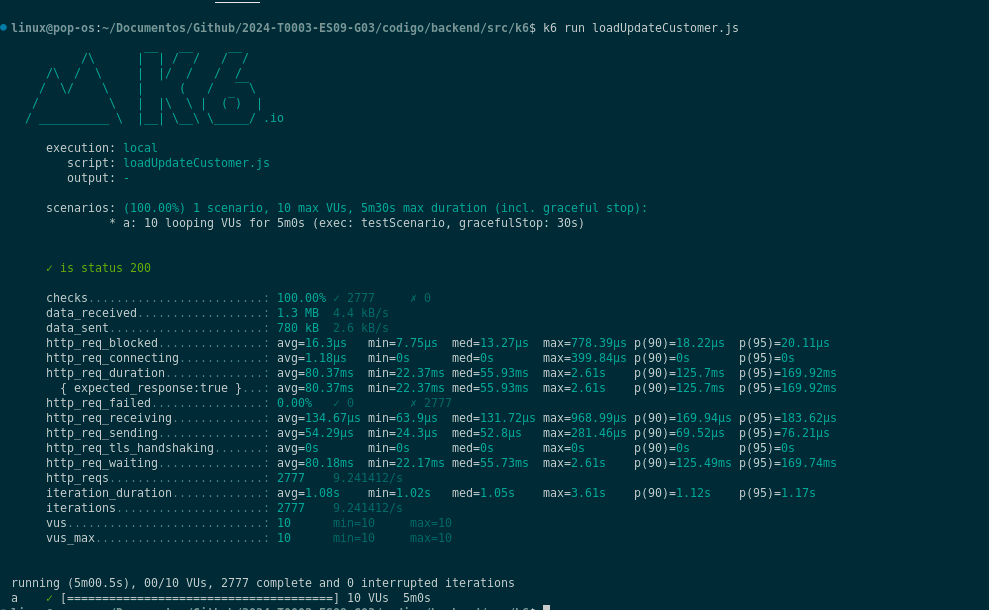 linux@pop-os:~/Documentos/Github/2024-T0003-ES09-G03/codigo/backend/src/k6$ k6 run loadUpdateCustomer.js
.io
execution: local
script: loadUpdateCustomer.js
output: -
scenarios: (100.00%) 1 scenario, 10 max VUs, 5m30s max duration (incl. graceful stop):
* a: 10 looping VUs for 5m0s (exec: testScenario, gracefulStop: 30s)
✓ is status 200
checks.........................: 100.00% ✓ 2777 ✗ 0
data_received..................: 1.3 MB 4.4 kB/s
data_sent......................: 780 kB 2.6 kB/s
http_req_blocked...............: avg=16.3µs min=7.75µs med=13.27µs max=778.39µs p(90)=18.22µs p(95)=20.11µs
http_req_connecting............: avg=1.18µs min=0s med=0s max=399.84µs p(90)=0s p(95)=0s
http_req_duration..............: avg=80.37ms min=22.37ms med=55.93ms max=2.61s p(90)=125.7ms p(95)=169.92ms
{ expected_response:true }...: avg=80.37ms min=22.37ms med=55.93ms max=2.61s p(90)=125.7ms p(95)=169.92ms
http_req_failed................: 0.00% ✓ 0 ✗ 2777
http_req_receiving.............: avg=134.67µs min=63.9µs med=131.72µs max=968.99µs p(90)=169.94µs p(95)=183.62µs
http_req_sending...............: avg=54.29µs min=24.3µs med=52.8µs max=281.46µs p(90)=69.52µs p(95)=76.21µs
http_req_tls_handshaking.......: avg=0s min=0s med=0s max=0s p(90)=0s p(95)=0s
http_req_waiting...............: avg=80.18ms min=22.17ms med=55.73ms max=2.61s p(90)=125.49ms p(95)=169.74ms
http_reqs......................: 2777 9.241412/s
iteration_duration.............: avg=1.08s min=1.02s med=1.05s max=3.61s p(90)=1.12s p(95)=1.17s
iterations.....................: 2777 9.241412/s
vus............................: 10 min=10 max=10
vus_max........................: 10 min=10 max=10
running (5m00.5s), 00/10 VUs, 2777 complete and 0 interrupted iterations
a ✓ [======================================] 10 VUs 5m0s
linux@pop-os:~/Documentos/Github/2024-T0003-ES09-G03/codigo/backend/src/k6$